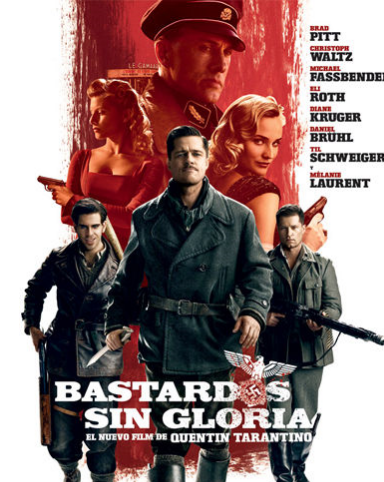 BRAD
PITT
CHRISTOPH
WALTZ
MICHAEL
FASSBENDER
ELI
ROTH
DIANE
KRUGER
DANIEL
BRÜHL
TIL
SCHWEIGER
Y
MÉLANIE
LAURENT
BASTARDOS
SIN GLORIA
EL NUEVO FILM DE QUENTIN TARANTINO